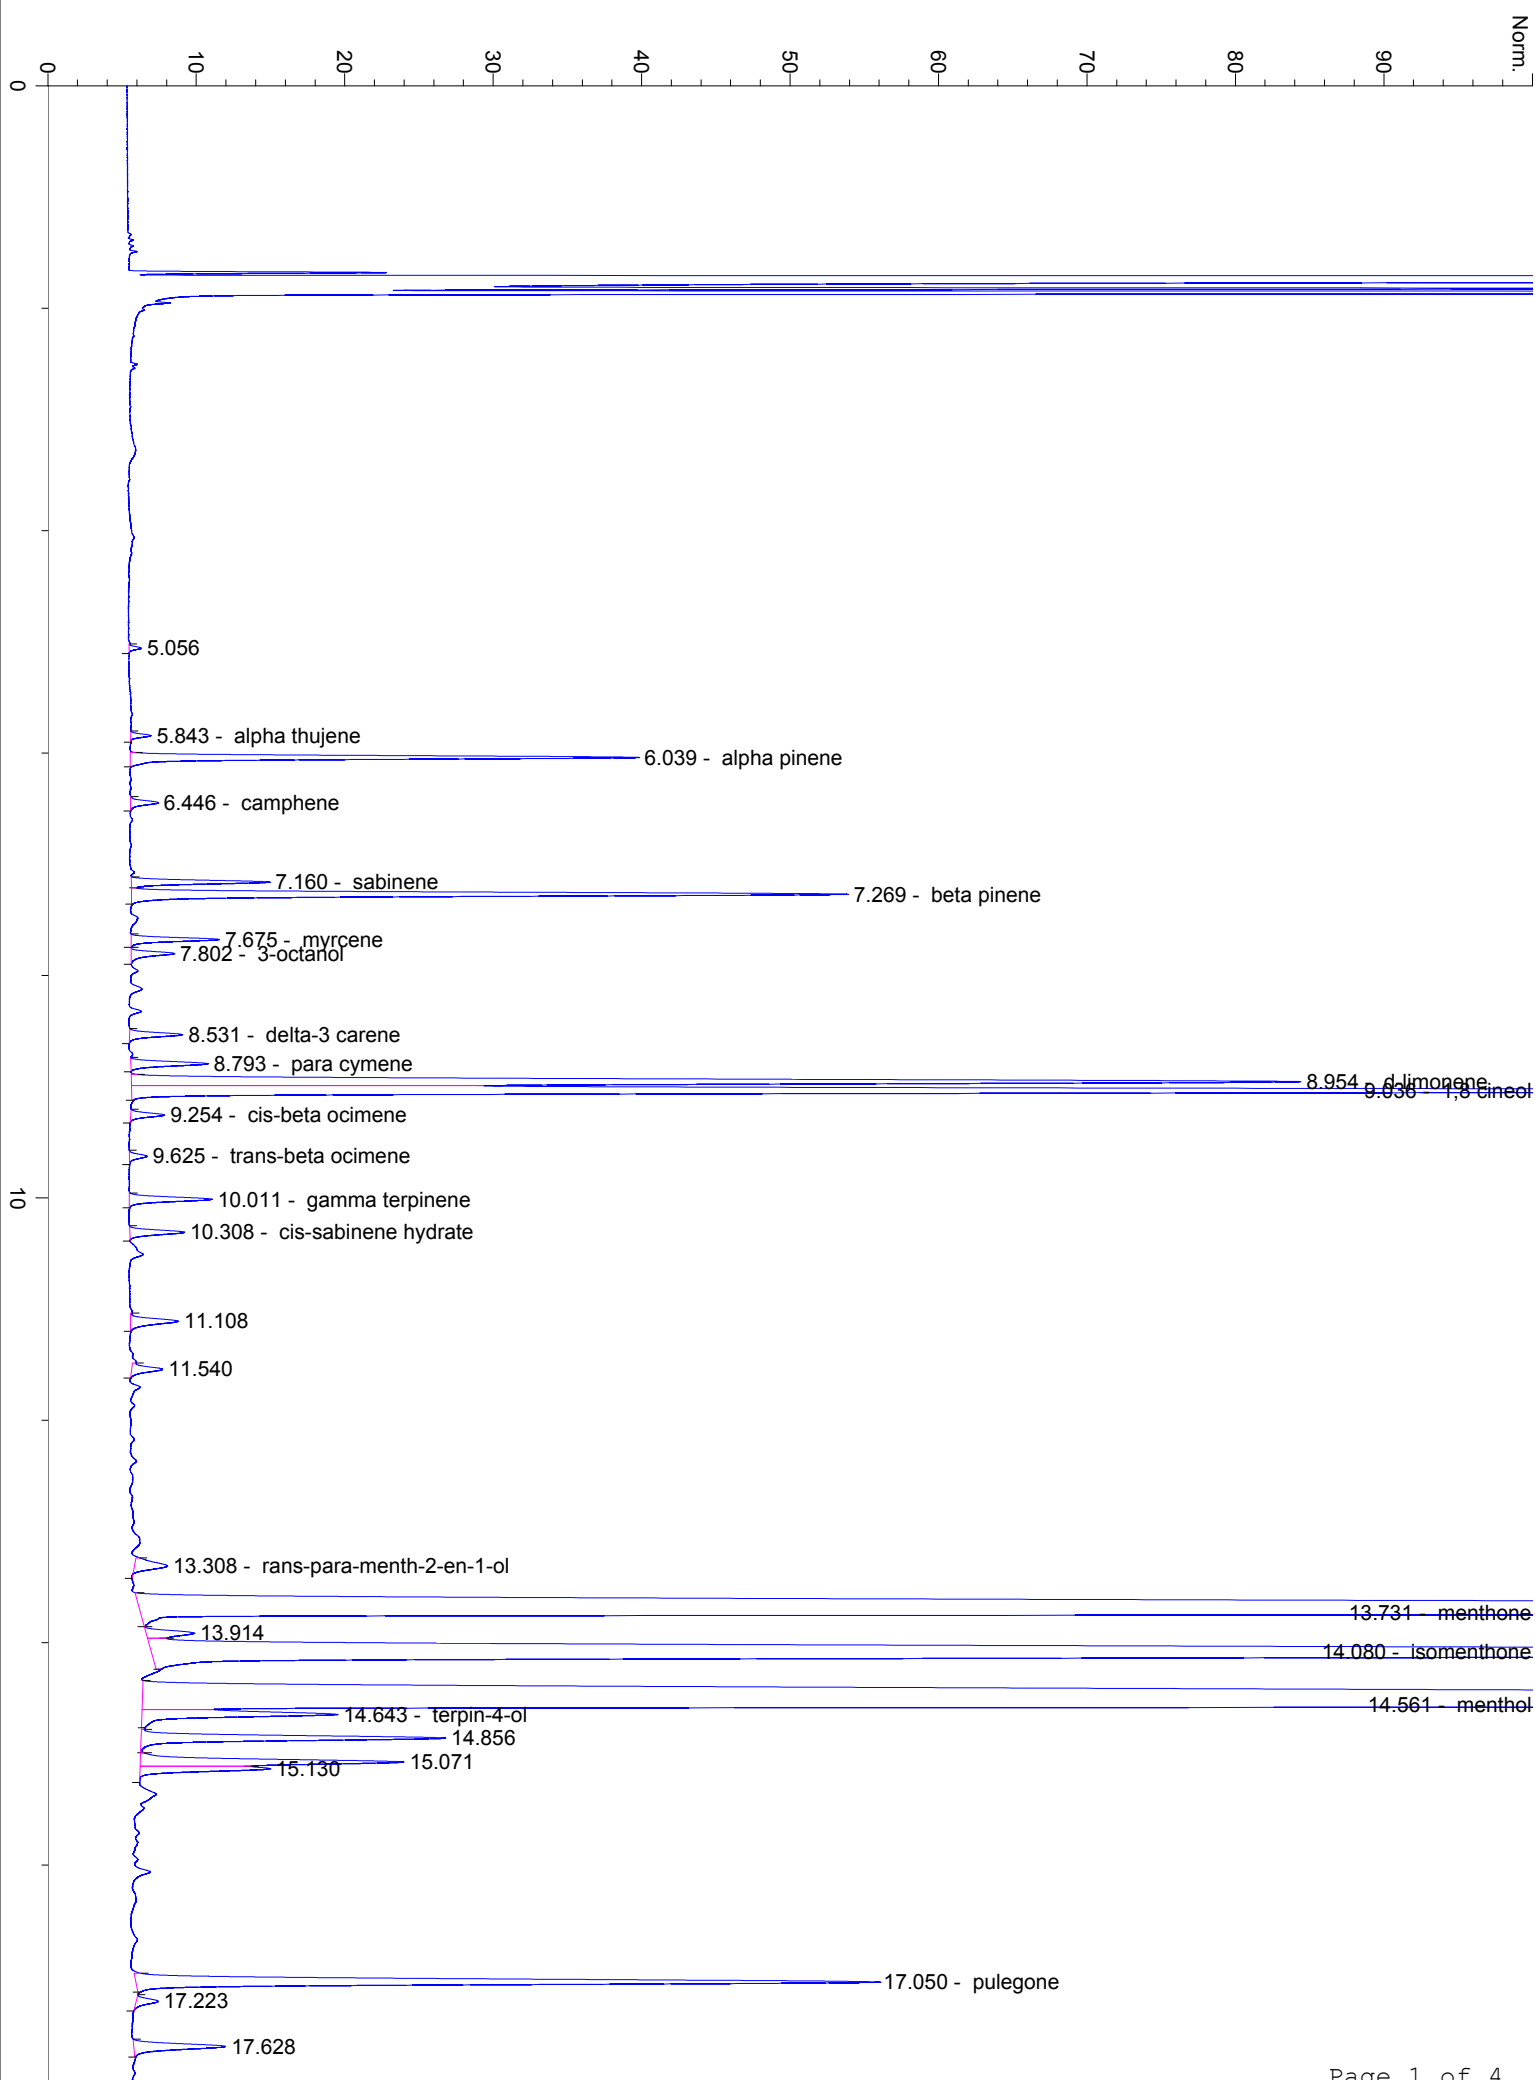 Norm.
0
10
20
30
40
50
60
70
80
90
0
5.056
5.843 - alpha thujene
6.039 - alpha pinene
6.446 - camphene
7.160 - sabinene
7.269 - beta pinene
7.675 - myrcene
7.802 - 3-octanol
8.531 - delta-3 carene
8.793 - para cymene
8.954 - d-limonene
9.036 - 1,8 cineol
9.254 - cis-beta ocimene
9.625 - trans-beta ocimene
10
10.011 - gamma terpinene
10.308 - cis-sabinene hydrate
11.108
11.540
13.308 - rans-para-menth-2-en-1-ol
13.731 - menthone
13.914
14.080 - isomenthone
14.561 - menthol
14.643 - terpin-4-ol
14.856
15.071
15.130
17.050 - pulegone
17.223
17.628
Page 1 of 4